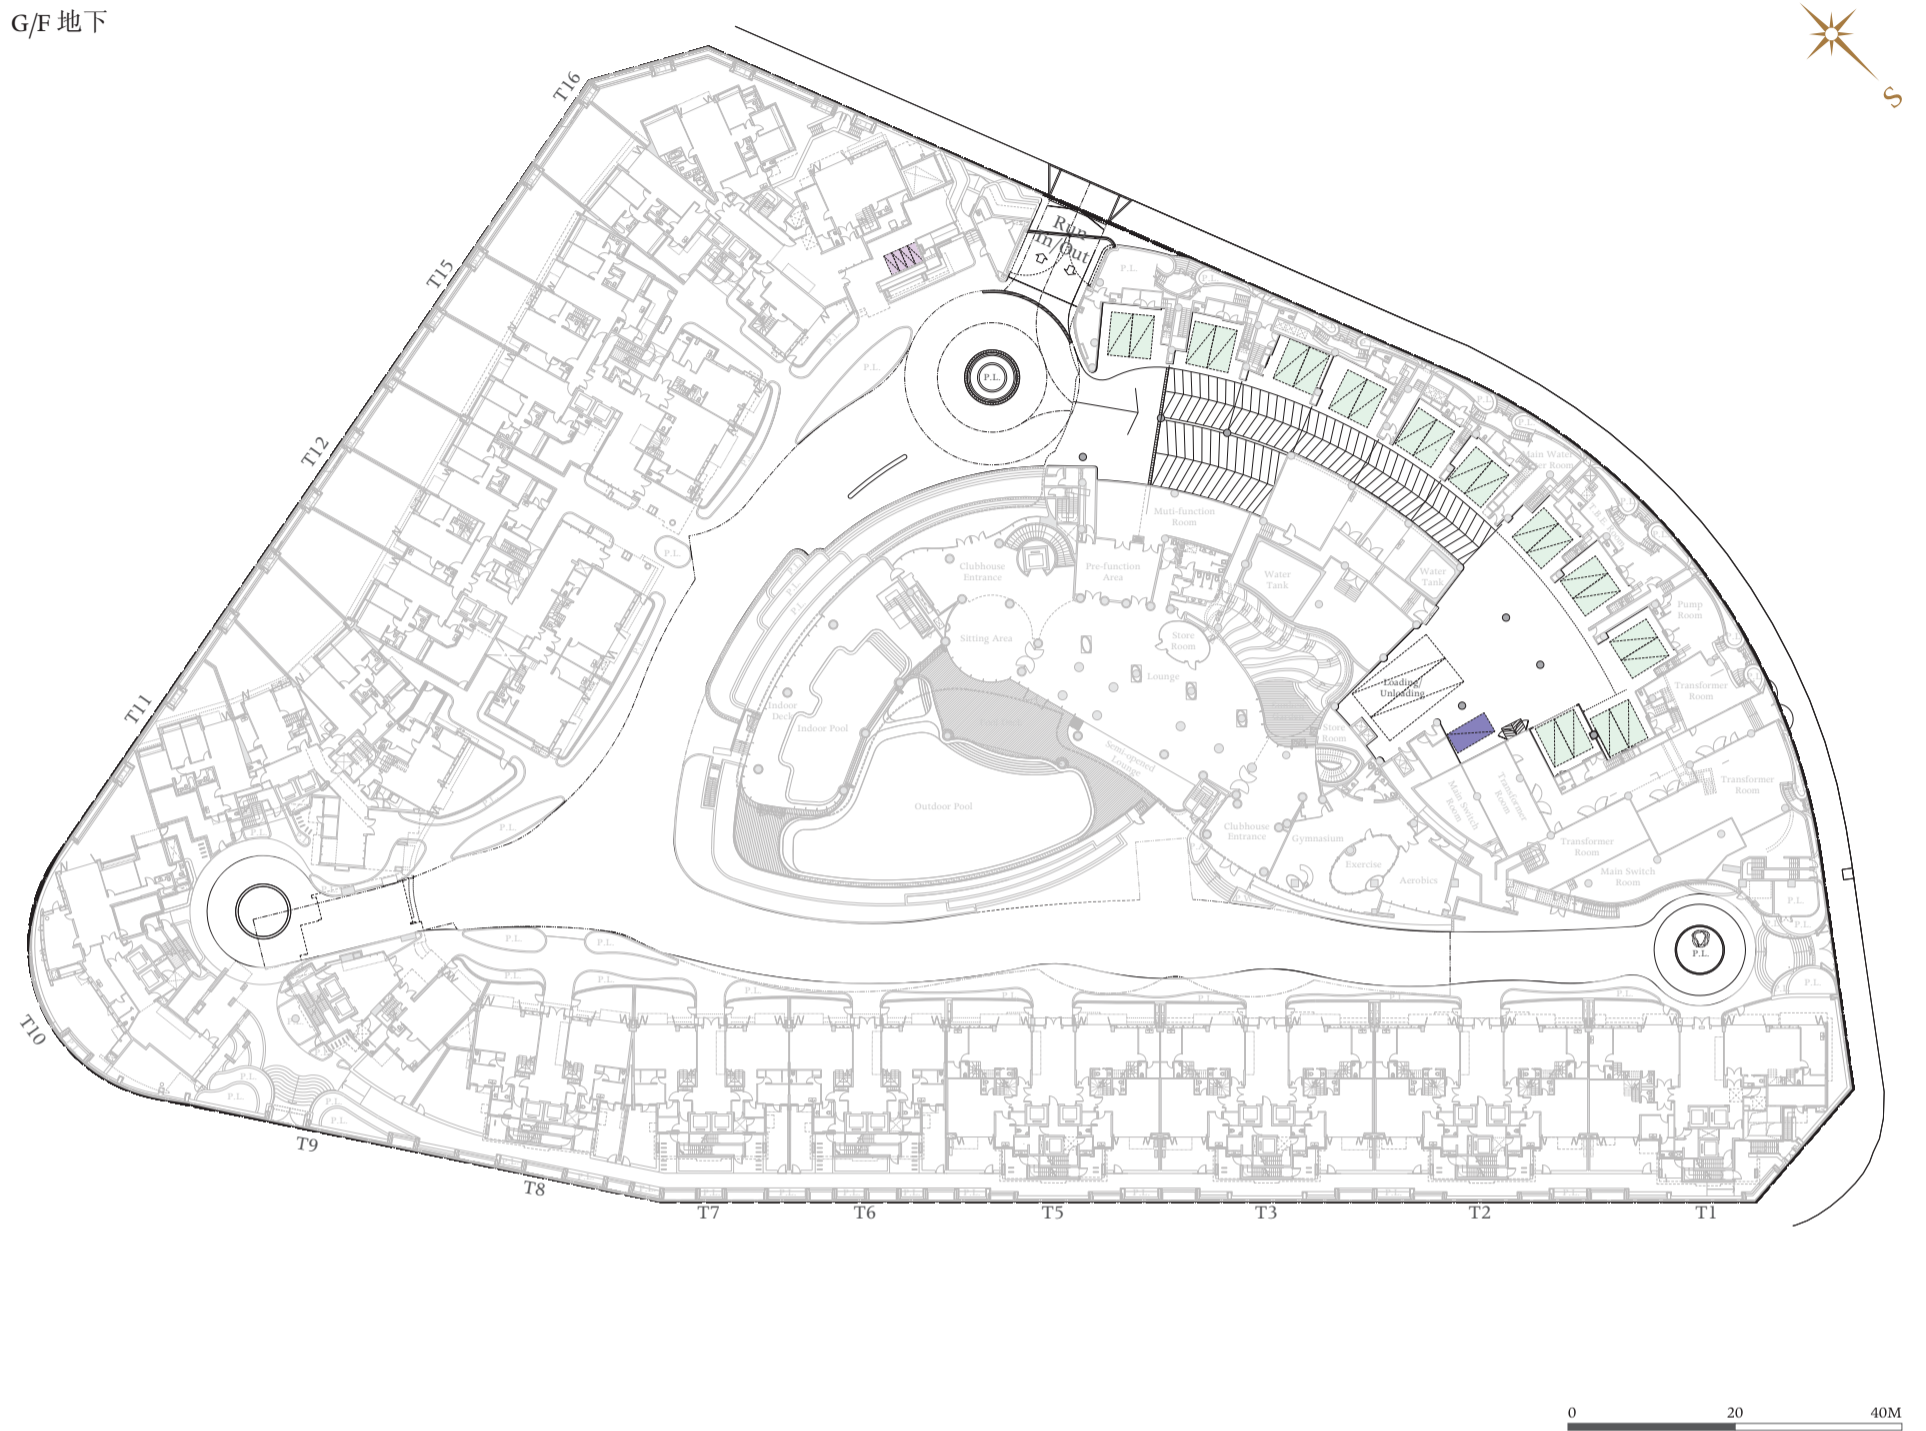 G/F 地下
S
T16
Run
In/Out
P.L.
P.L.
T15
P.L.
P.L.
P.L.
T12
Main Water
Muti-function
Room
P.L.
Clubhouse
Entrance
Pre-function
Area
Water
Tank
Water
Tank
P.L.
P.L.
Pump
Room
Sitting Area
Store
Room
Lounge
Loading/
Unloading
Transformer
Room
T11
Indoor
Deck
Indoor Pool
Store
Room
Semi-opened
Lounge
Transformer
Room
Main Switch
Room
Transformer
Room
Outdoor Pool
P.L.
P.L.
Clubhouse
Entrance
Gymnasium
Transformer
Room
Exercise
Aerobics
Main Switch
Room
P.L.
P.L.
P.L.
P.L.
P.L.
P.L.
P.L.
P.L.
P.L.
P.L.
P.L.
P.L.
T10
P.L.
P.L.
P.L.
P.L.
T9
T8
T7
T6
T5
T3
T2
T1
0
20
40M